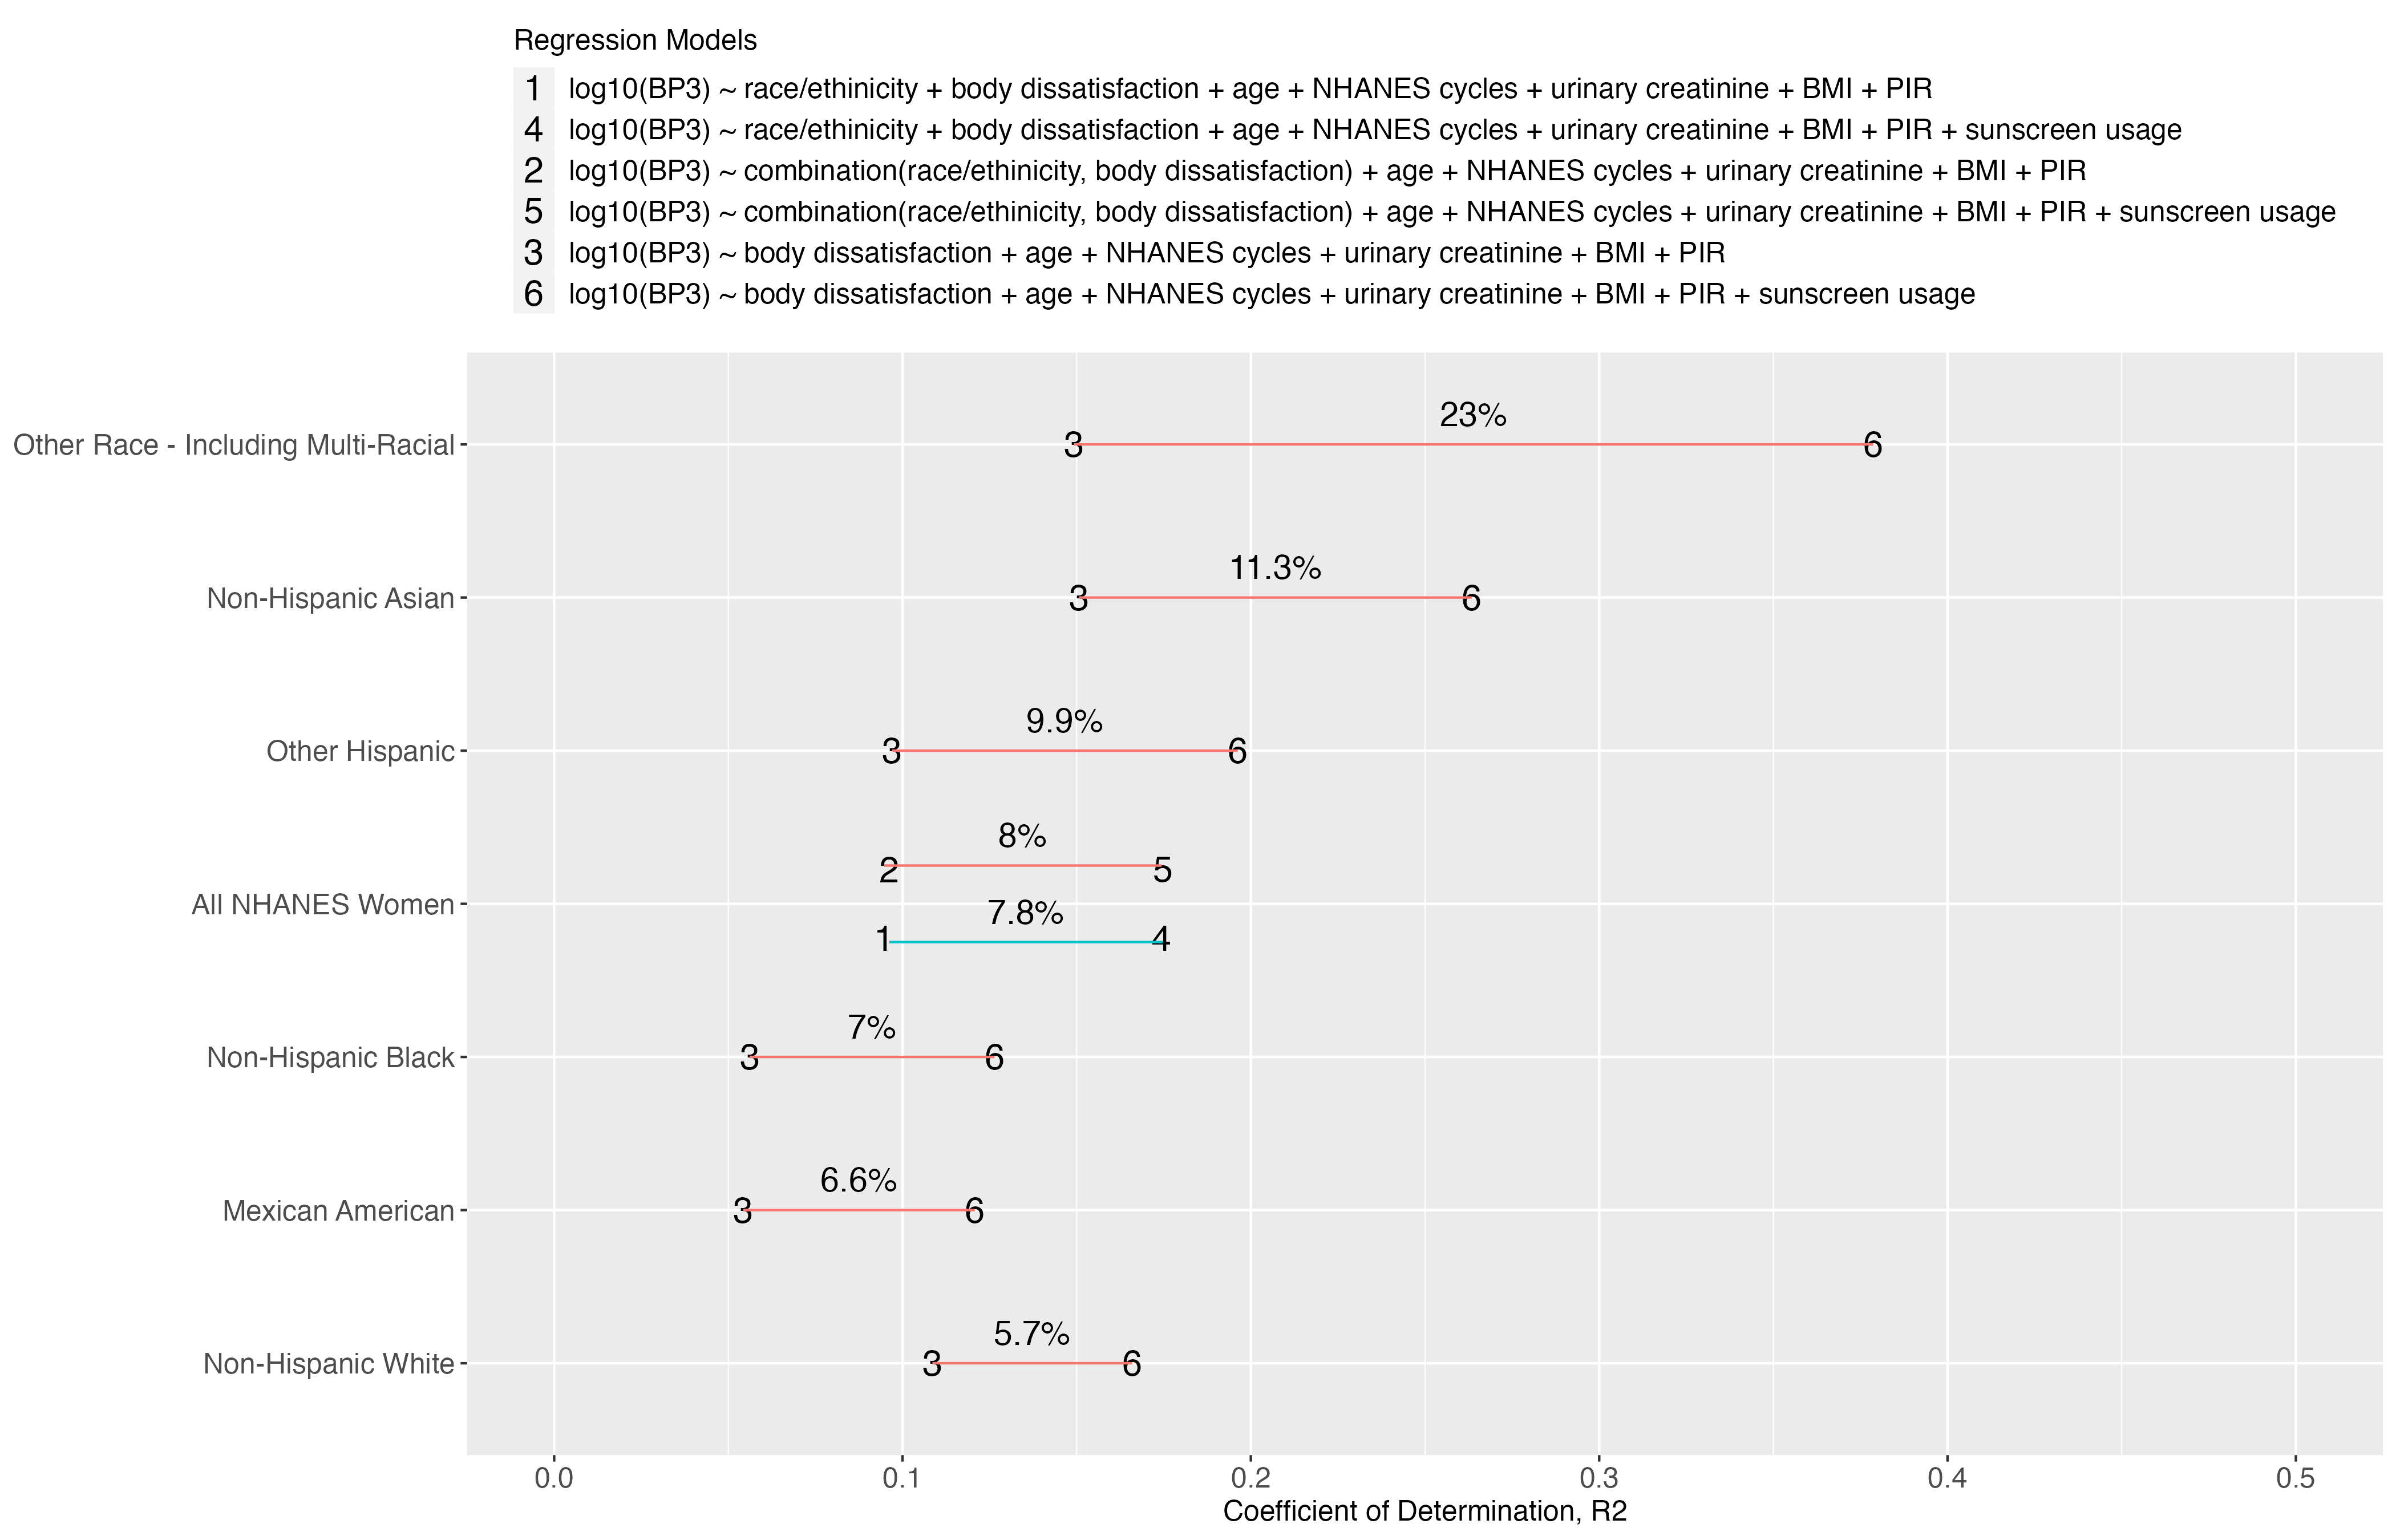 Regression Models
1 log10(BP3) ~ race/ethinicity + body dissatisfaction + age + NHANES cycles + urinary creatinine + BMI + PIR
4 log10(BP3) ~ race/ethinicity + body dissatisfaction + age + NHANES cycles + urinary creatinine + BMI + PIR + sunscreen usage
2 log10(BP3) ~ combination(race/ethinicity, body dissatisfaction) + age + NHANES cycles + urinary creatinine + BMI + PIR
5 log10(BP3) ~ combination(race/ethinicity, body dissatisfaction) + age + NHANES cycles + urinary creatinine + BMI + PIR + sunscreen usage
3 log10(BP3) ~ body dissatisfaction + age + NHANES cycles + urinary creatinine + BMI + PIR
6 log10(BP3) ~ body dissatisfaction + age + NHANES cycles + urinary creatinine + BMI + PIR + sunscreen usage
23%
Other Race - Including Multi-Racial 3 6
11.3%
Non-Hispanic Asian 3 6
9.9%
Other Hispanic 3 6
8%
2 5
All NHANES Women 7.8%
1 4
7%
Non-Hispanic Black 3 6
6.6%
Mexican American 3 6
5.7%
Non-Hispanic White 3 6
0.0 0.1 0.2 0.3 0.4 0.5
Coefficient of Determination, R2